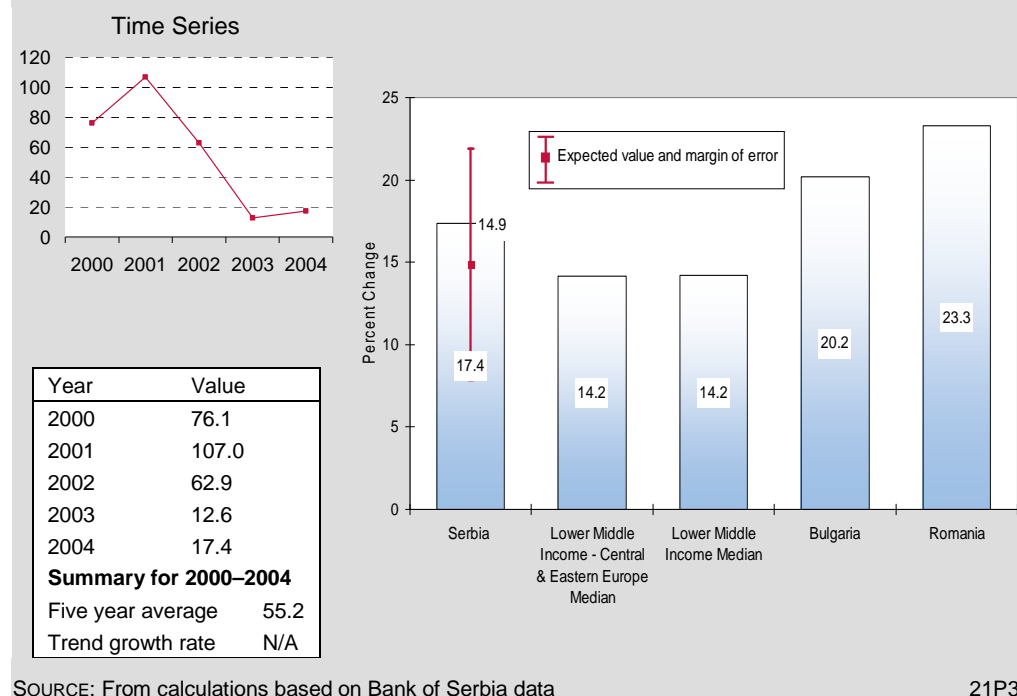 Time Series
120
100
80
60
40
20
0
2000 2001 2002 2003 2004
Year Value
2000 76.1
2001 107.0
2002 62.9
2003 12.6
2004 17.4
Summary for 2000–2004
Five year average 55.2
Trend growth rate N/A
Percent Change
25
20
15
10
5
0
Expected value and margin of error
14.9
17.4
14.2
14.2
20.2
23.3
Serbia
Lower Middle
Income - Central
& Eastern Europe
Median
Lower Middle
Income Median
Bulgaria
Romania
SOURCE: From calculations based on Bank of Serbia data 21P3